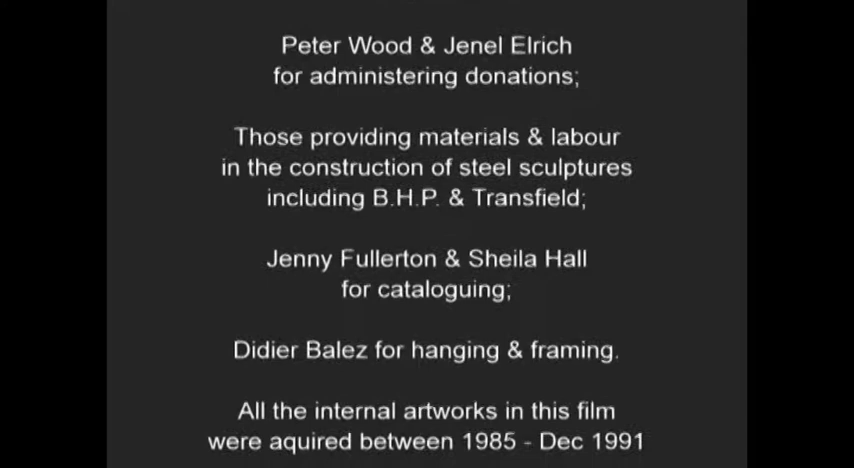 Peter Wood & Jenel Elrich
for administering donations;
Those providing materials & labour
in the construction of steel sculptures
including B.H.P. & Transfield;
Jenny Fullerton & Sheila Hall
for cataloguing;
Didier Balez for hanging & framing.
All the internal artworks in this film
were aquired between 1985 - Dec 1991